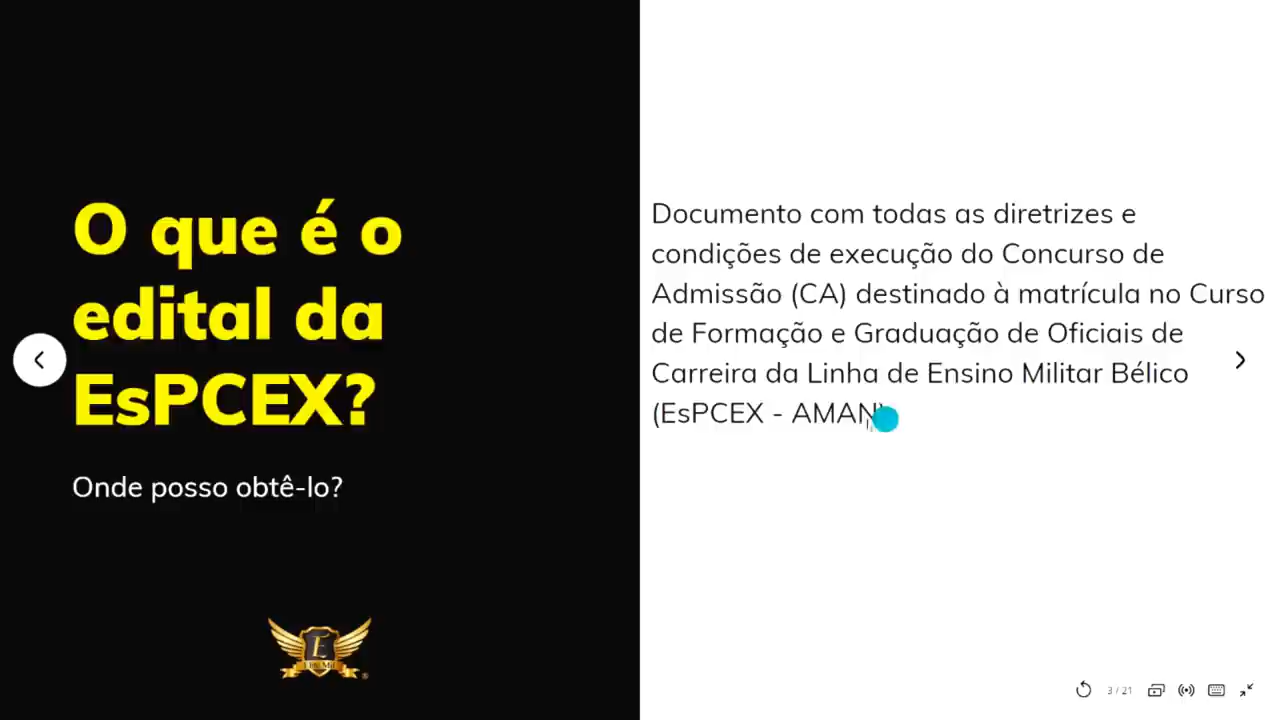 O que é o
edital da
EsPCEX?
Onde posso obtê-lo?
Documento com todas as diretrizes e
condições de execução do Concurso de
Admissão (CA) destinado à matrícula no Curso
de Formação e Graduação de Oficiais de
Carreira da Linha de Ensino Militar Bélico
(EsPCEX - AMAN)
E
Elite Mil
®
3 / 21